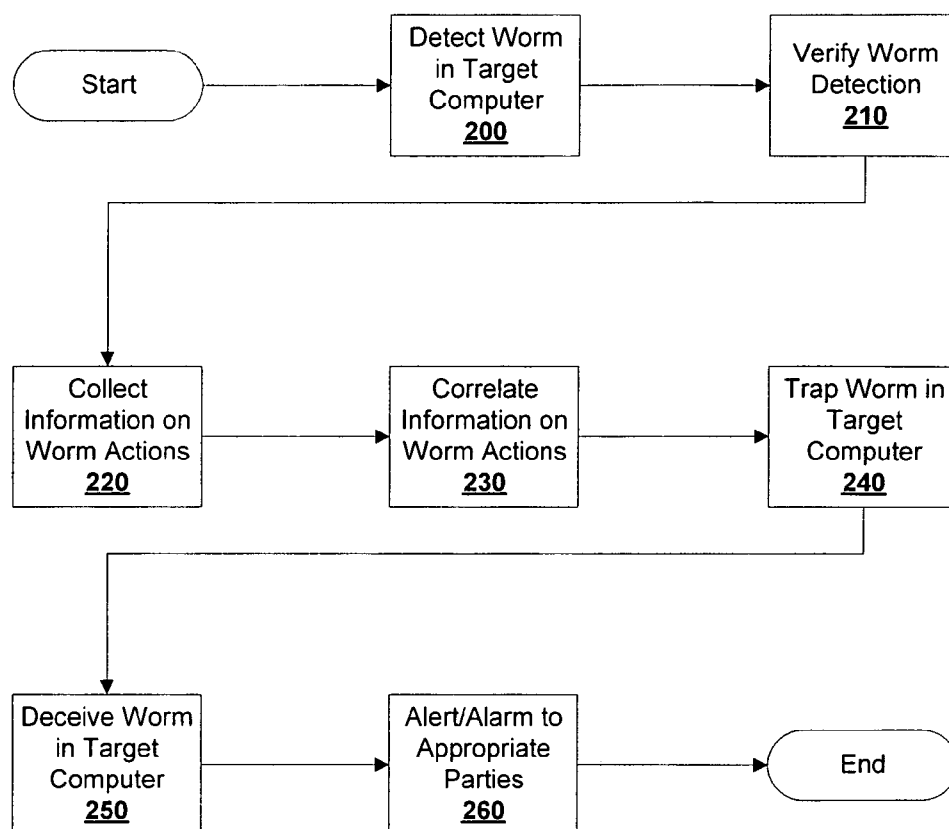 Start
Detect Worm
in Target
Computer
200
Verify Worm
Detection
210
Collect
Information on
Worm Actions
220
Correlate
Information on
Worm Actions
230
Trap Worm in
Target
Computer
240
Deceive Worm
in Target
Computer
250
Alert/Alarm to
Appropriate
Parties
260
End